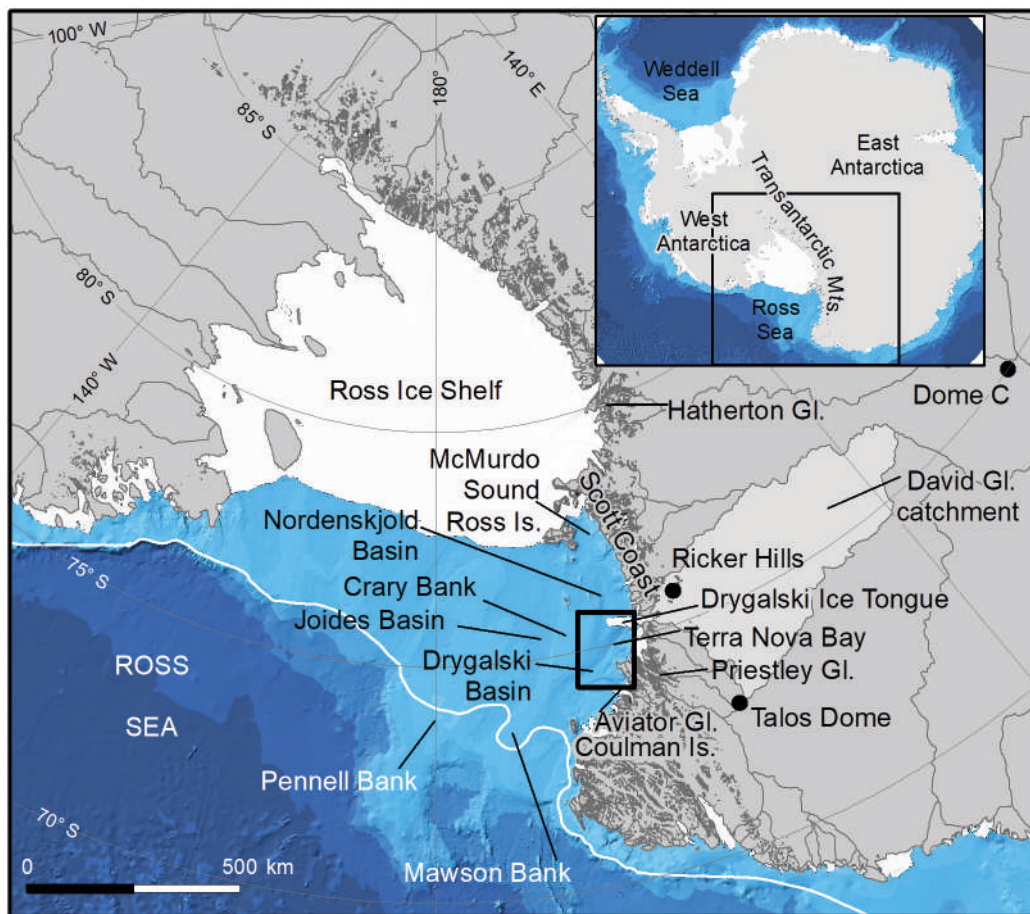 100° W
85° S
180°
140° E
Weddell
Sea
East
Antarctica
Transantarctic Mts.
West
Antarctica
Ross
Sea
80° S
140° W
Ross Ice Shelf
Dome C
Hatherton Gl.
McMurdo
Sound
Ross Is.
Scott Coast
David Gl.
catchment
Nordenskjold
Basin
Ricker Hills
75° S
Crary Bank
Drygalski Ice Tongue
Joides Basin
Terra Nova Bay
Drygalski
Basin
Priestley Gl.
ROSS
SEA
Aviator Gl.
Coulman Is.
Talos Dome
Pennell Bank
70° S
0 500 km
Mawson Bank